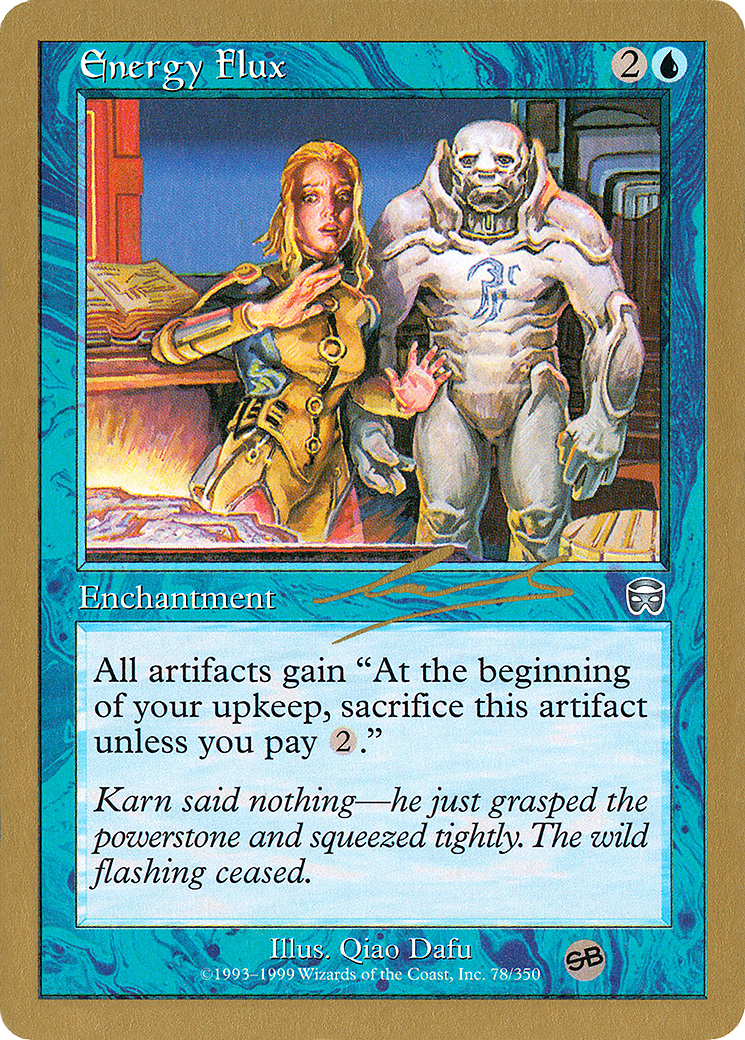 Energy Flux 2
Enchantment
All artifacts gain “At the beginning
of your upkeep, sacrifice this artifact
unless you pay 2.”
Karn said nothing—he just grasped the
powerstone and squeezed tightly. The wild
flashing ceased.
Illus. Qiao Dafu
©1993–1999 Wizards of the Coast, Inc. 78/350
SB